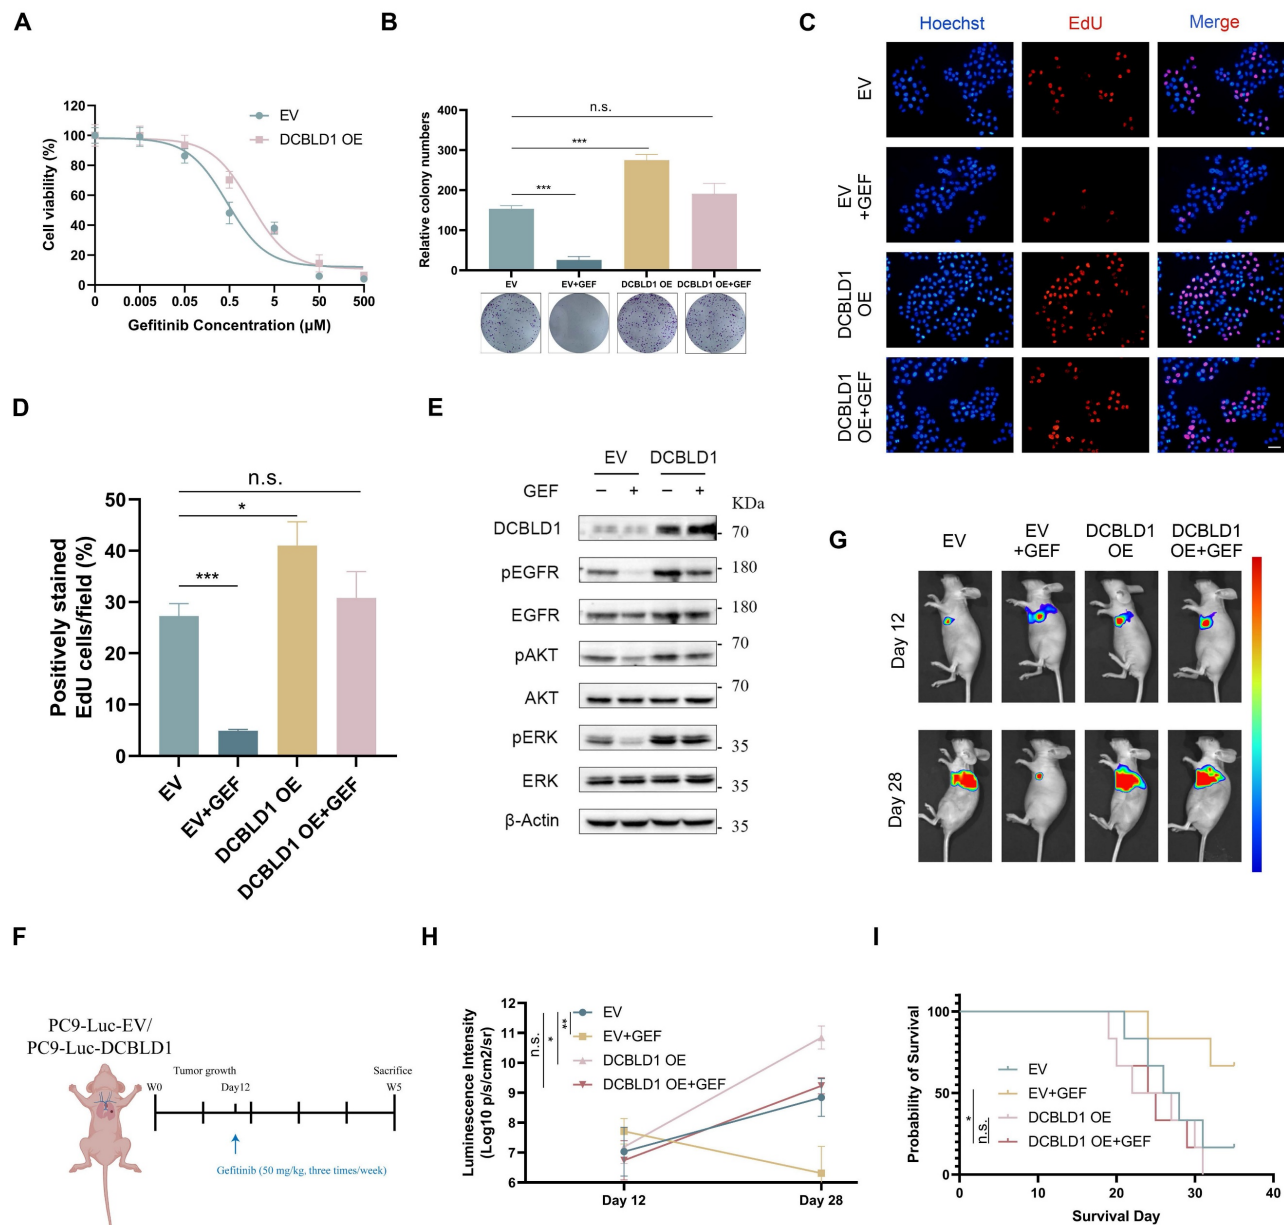 A
120
100
80
60
40
20
0
Cell viability (%)
EV
DCBLD1 OE
0 0.005 0.05 0.5 5 50 500
Gefitinib Concentration (µM)
B
400
300
200
100
0
Relative colony numbers
n.s.
***
***
EV EV+GEF DCBLD1 OE DCBLD1 OE+GEF
C
Hoechst EdU Merge
EV
EV
+GEF
DCBLD1
OE
DCBLD1
OE+GEF
D
50
40
30
20
10
0
Positively stained
EdU cells/field (%)
n.s.
*
***
EV
EV+GEF
DCBLD1 OE
DCBLD1 OE+GEF
E
EV DCBLD1
GEF − + − +
KDa
DCBLD1 70
pEGFR 180
EGFR 180
pAKT 70
AKT 70
pERK 35
ERK 35
β-Actin 35
G
EV
EV
+GEF
DCBLD1
OE
DCBLD1
OE+GEF
Day 12
Day 28
F
PC9-Luc-EV/
PC9-Luc-DCBLD1
Tumor growth
W0
Day12
Sacrifice
W5
Gefitinib (50 mg/kg, three times/week)
H
12
11
10
9
8
7
6
Luminescence Intensity
(Log10 p/s/cm2/sr)
n.s.
*
**
EV
EV+GEF
DCBLD1 OE
DCBLD1 OE+GEF
Day 12 Day 28
I
100
50
0
Probability of Survival
EV
EV+GEF
DCBLD1 OE
DCBLD1 OE+GEF
*
n.s.
0 10 20 30 40
Survival Day